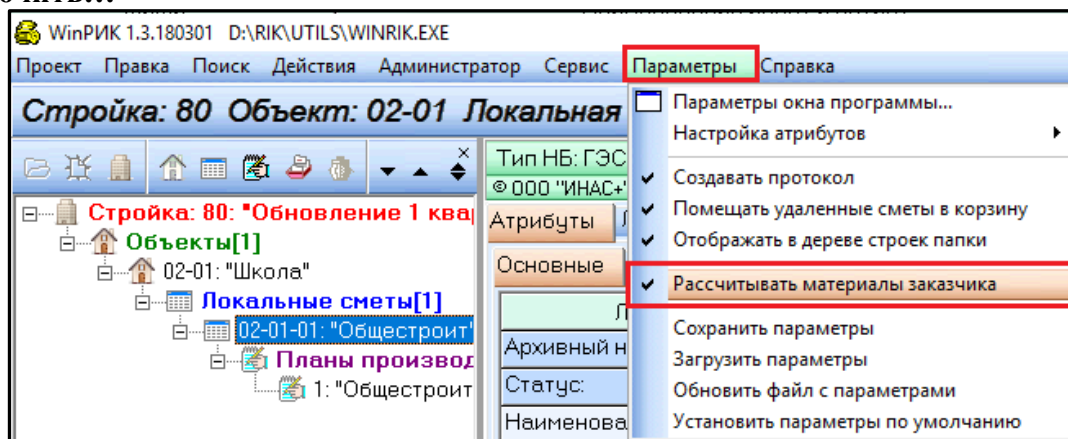 WinРИК 1.3.180301 D:\RIK\UTILS\WINRIK.EXE
Проект Правка Поиск Действия Администратор Сервис Параметры Справка
Стройка: 80 Объект: 02-01 Локальная
Параметры окна программы...
Настройка атрибутов
Создавать протокол
Помещать удаленные сметы в корзину
Отображать в дереве строек папки
Рассчитывать материалы заказчика
Сохранить параметры
Загрузить параметры
Обновить файл с параметрами
Установить параметры по умолчанию
Тип НБ: ГЭС
© ООО "ИНАС+"
Атрибуты
Основные
Архивный н
Статус:
Наименова
Стройка: 80: "Обновление 1 ква
Объекты[1]
02-01: "Школа"
Локальные сметы[1]
02-01-01: "Общестроит"
Планы производ
1: "Общестроит